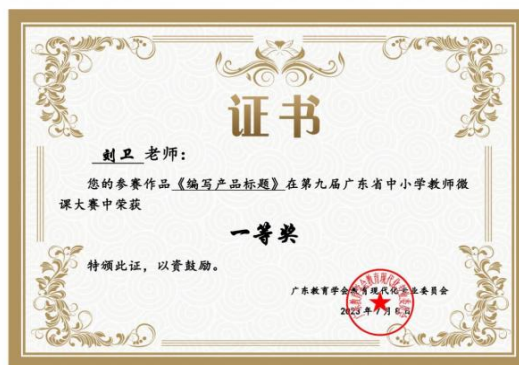 证书
刘卫 老师：
您的参赛作品《编写产品标题》在第九届广东省中小学教师微
课大赛中荣获
一等奖
特颁此证，以资鼓励。
广东教育学会教育现代化专业委员会
2023年7月6日